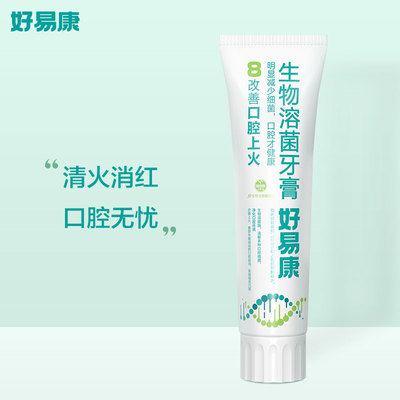 好易康
“清火消红
口腔无忧”
生物溶菌牙膏
好易康
明显减少细菌，口腔才健康
8
改善口腔上火